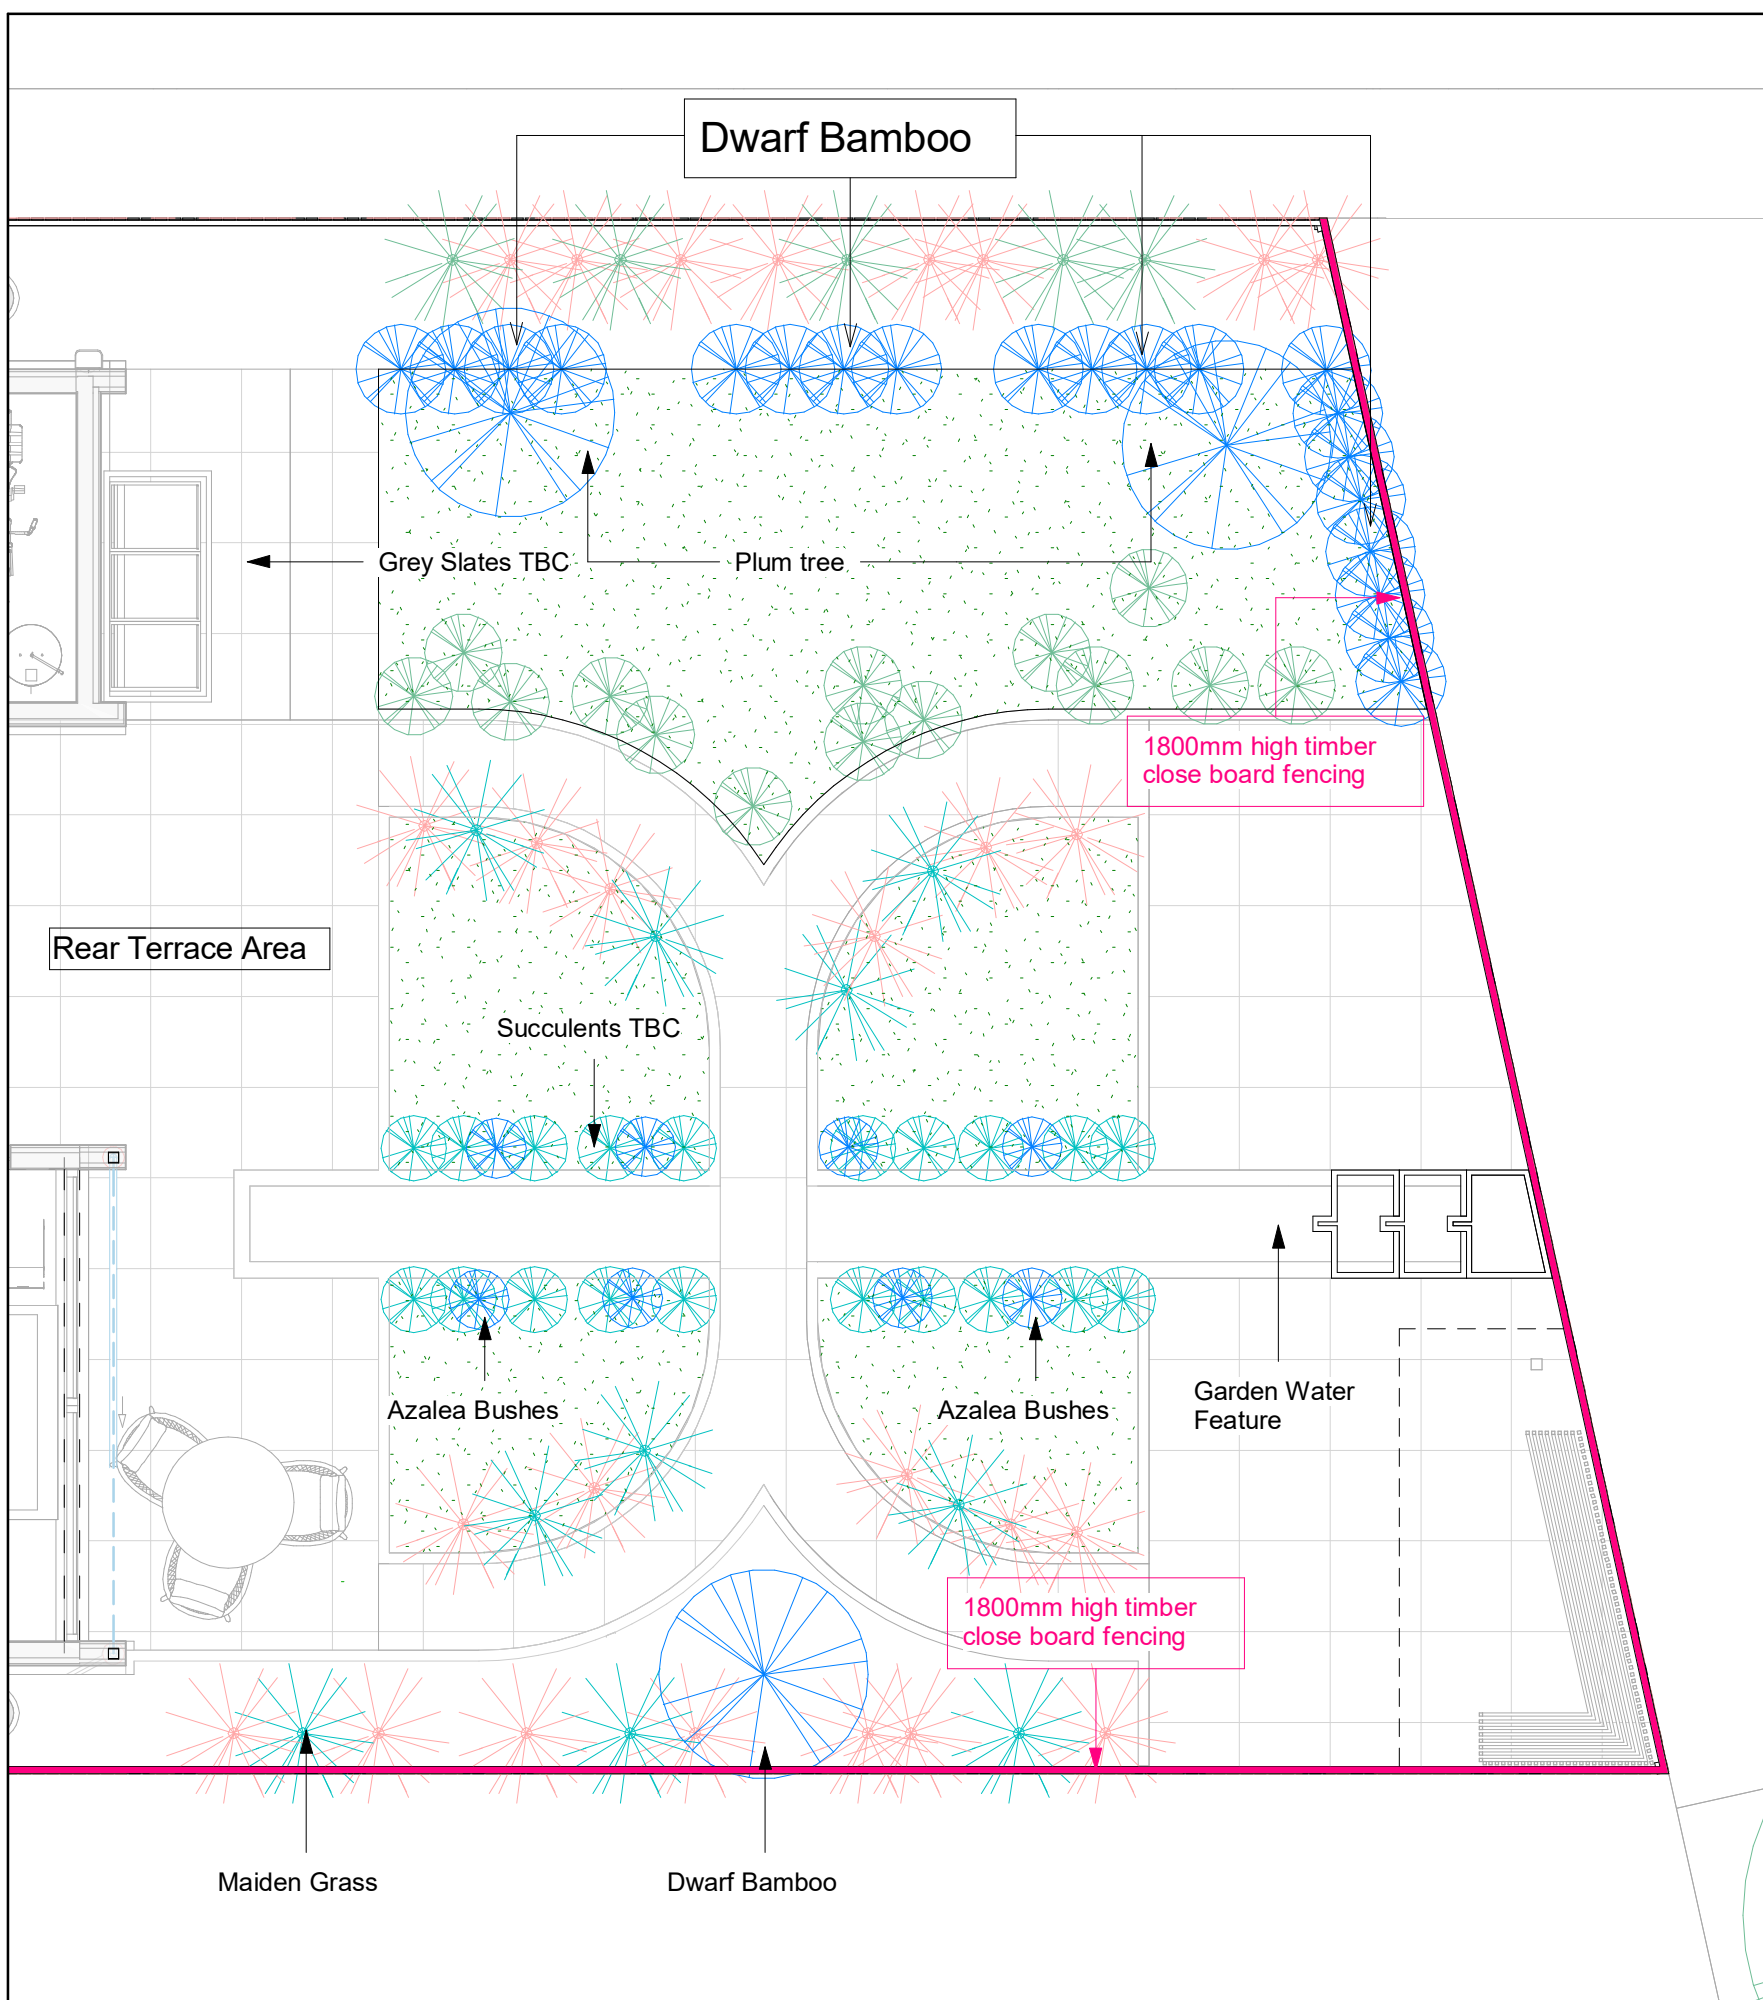 Dwarf Bamboo
Grey Slates TBC
Plum tree
1800mm high timber
close board fencing
Rear Terrace Area
Succulents TBC
Azalea Bushes
Azalea Bushes
Garden Water
Feature
1800mm high timber
close board fencing
Maiden Grass
Dwarf Bamboo